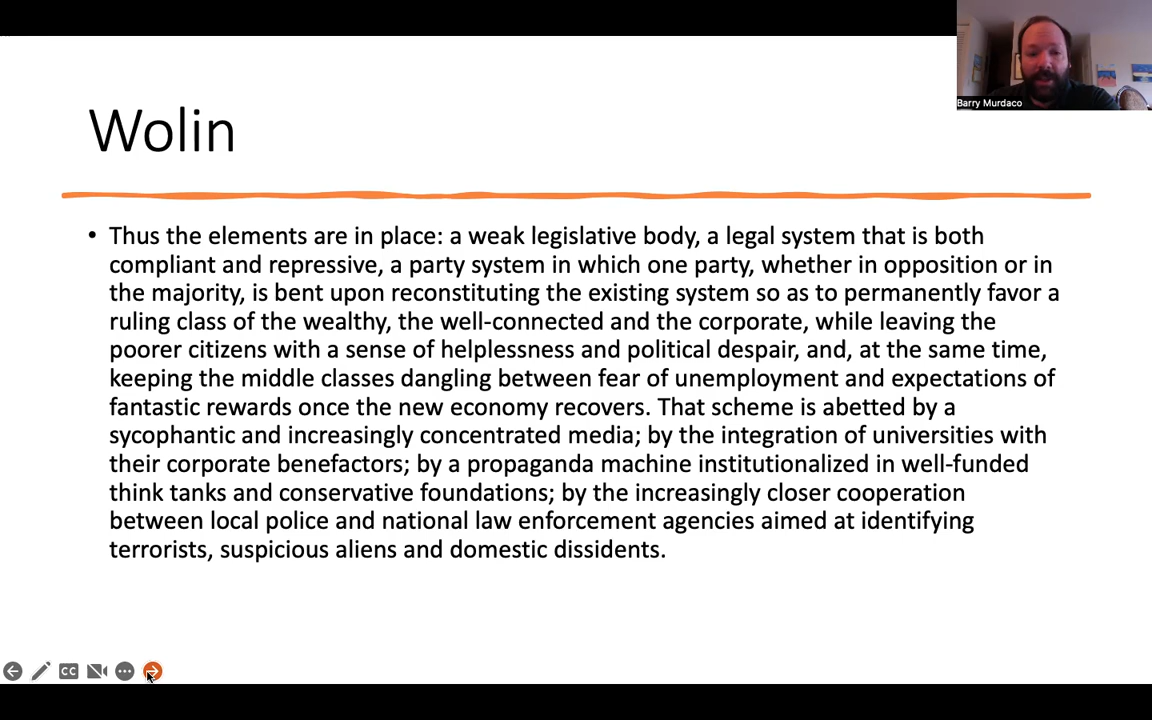 Barry Murdaco
Wolin
• Thus the elements are in place: a weak legislative body, a legal system that is both
compliant and repressive, a party system in which one party, whether in opposition or in
the majority, is bent upon reconstituting the existing system so as to permanently favor a
ruling class of the wealthy, the well-connected and the corporate, while leaving the
poorer citizens with a sense of helplessness and political despair, and, at the same time,
keeping the middle classes dangling between fear of unemployment and expectations of
fantastic rewards once the new economy recovers. That scheme is abetted by a
sycophantic and increasingly concentrated media; by the integration of universities with
their corporate benefactors; by a propaganda machine institutionalized in well-funded
think tanks and conservative foundations; by the increasingly closer cooperation
between local police and national law enforcement agencies aimed at identifying
terrorists, suspicious aliens and domestic dissidents.
CC